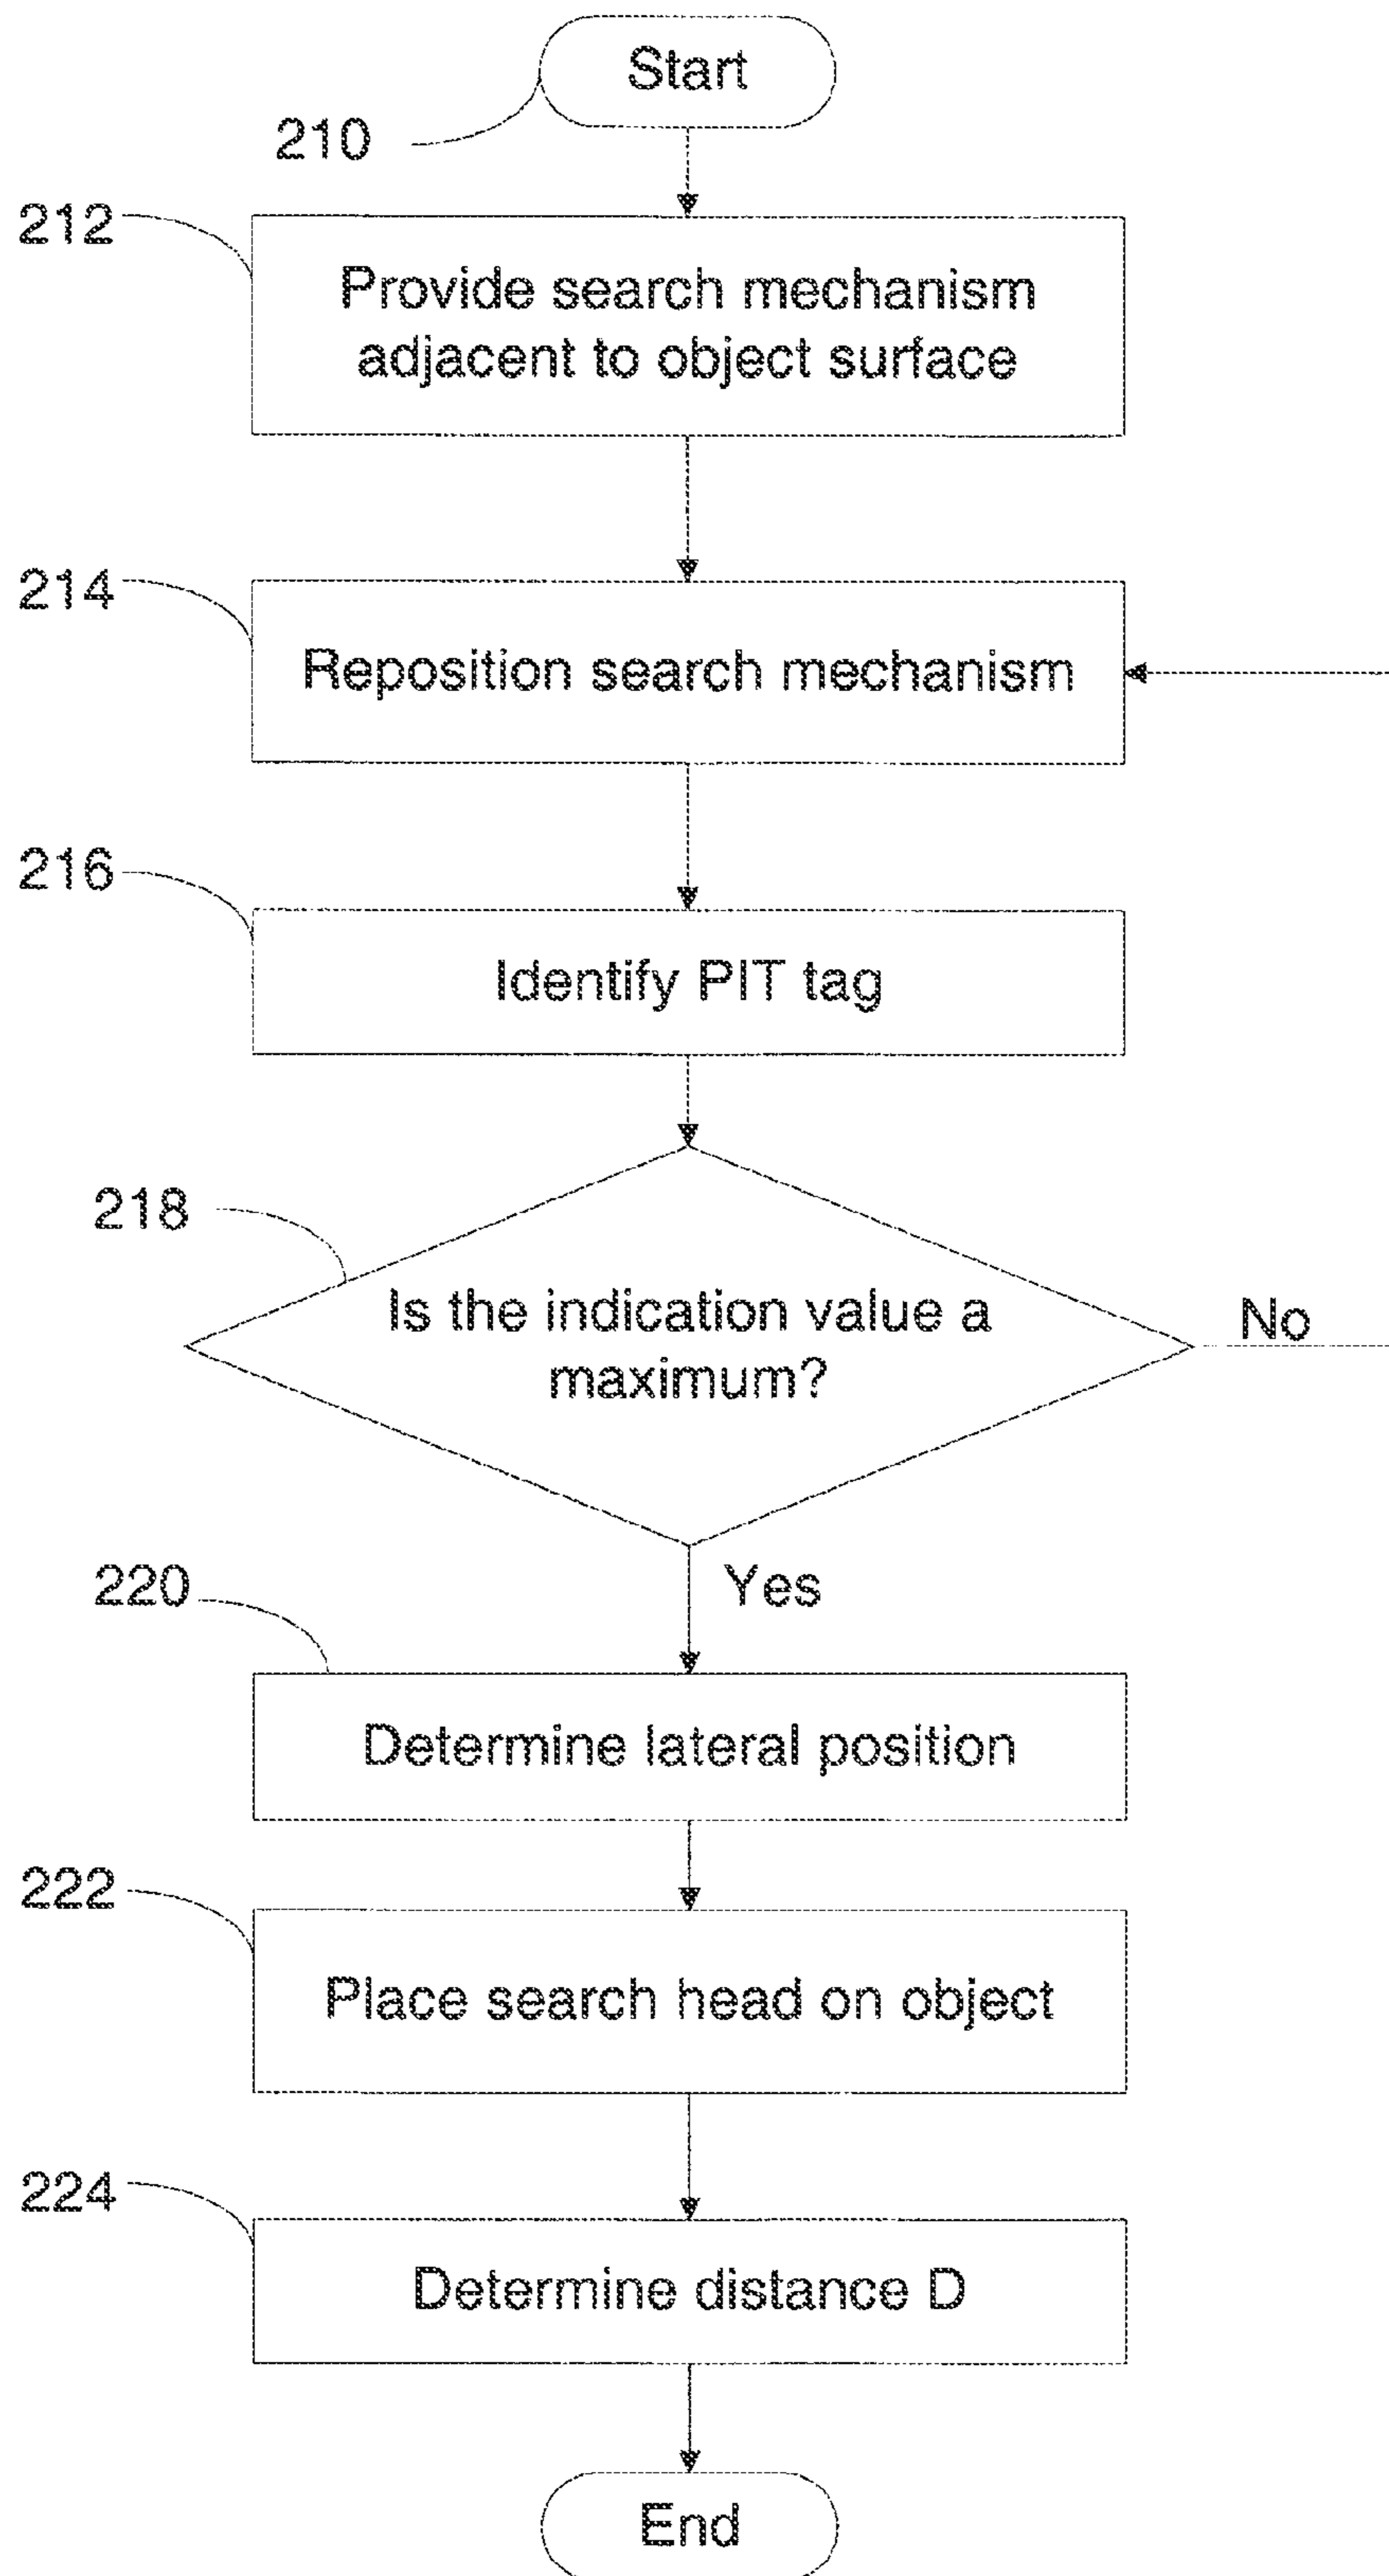 Start
210
212
Provide search mechanism
adjacent to object surface
214
Reposition search mechanism
216
Identify PIT tag
218
Is the indication value a
maximum?
No
Yes
220
Determine lateral position
222
Place search head on object
224
Determine distance D
End